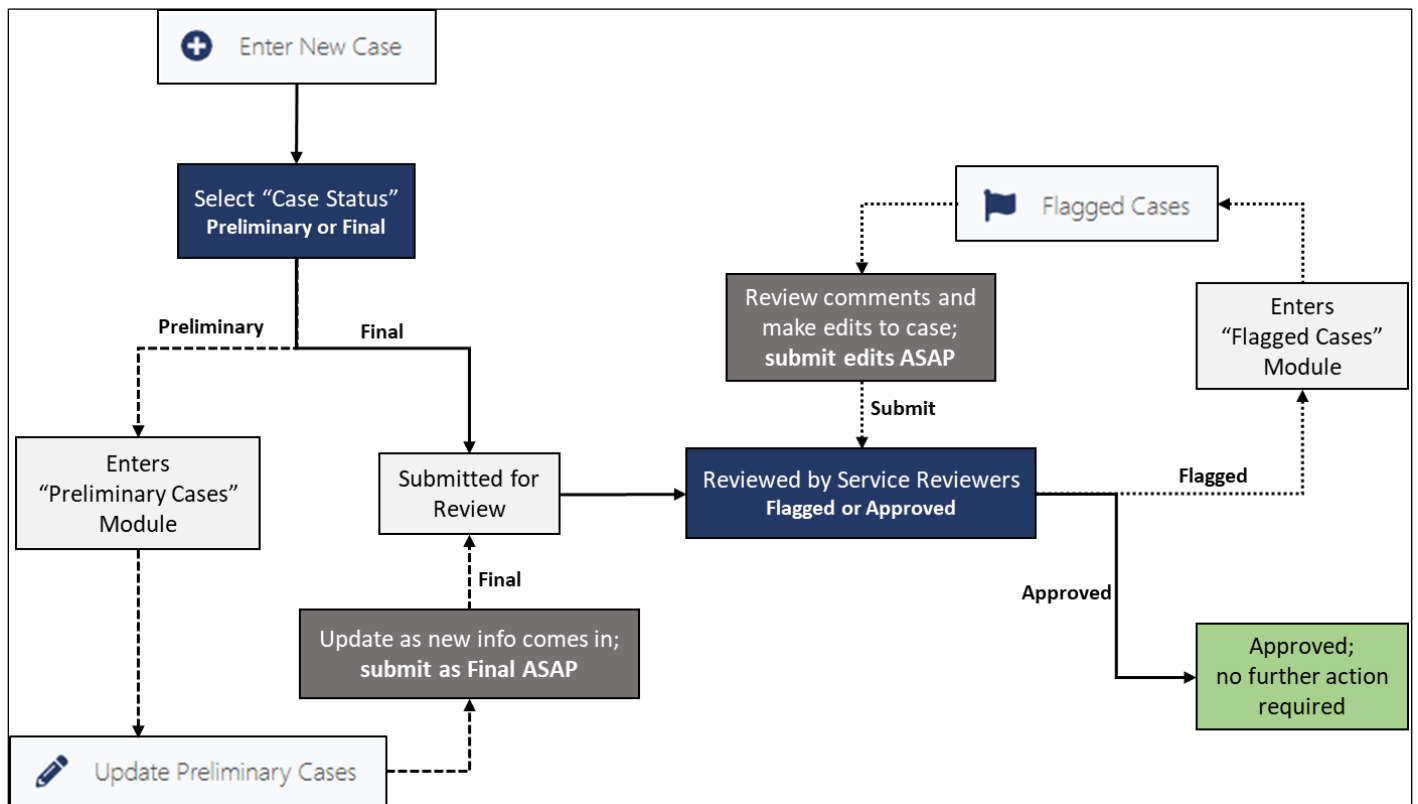 Enter New Case
Select “Case Status”
Preliminary or Final
Preliminary
Final
Enters
“Preliminary Cases”
Module
Update Preliminary Cases
Update as new info comes in;
submit as Final ASAP
Final
Submitted for
Review
Reviewed by Service Reviewers
Flagged or Approved
Flagged
Enters
“Flagged Cases”
Module
Flagged Cases
Review comments and
make edits to case;
submit edits ASAP
Submit
Approved
Approved;
no further action
required